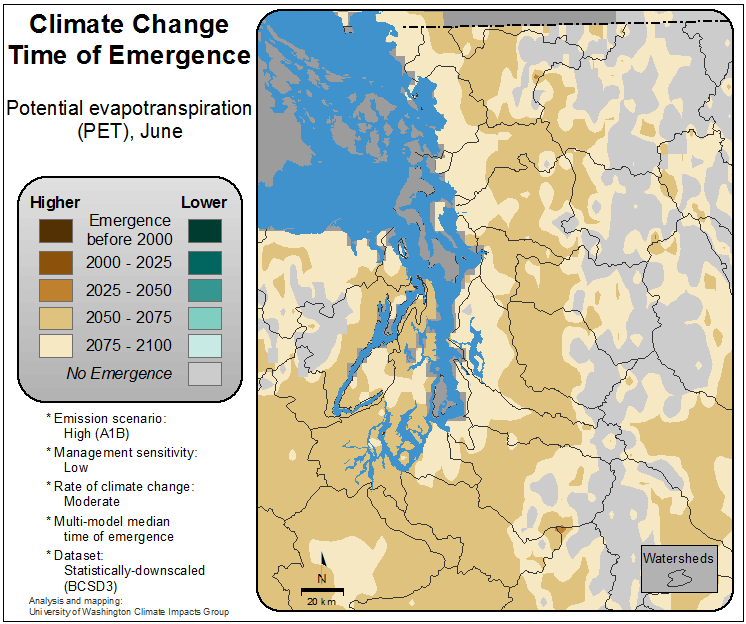 Climate Change
Time of Emergence
Potential evapotranspiration
(PET), June
Higher
Lower
Emergence
before 2000
2000 - 2025
2025 - 2050
2050 - 2075
2075 - 2100
No Emergence
* Emission scenario:
High (A1B)
* Management sensitivity:
Low
* Rate of climate change:
Moderate
* Multi-model median
time of emergence
* Dataset:
Statistically-downscaled
(BCSD3)
Analysis and mapping:
University of Washington Climate Impacts Group
N
20 km
Watersheds